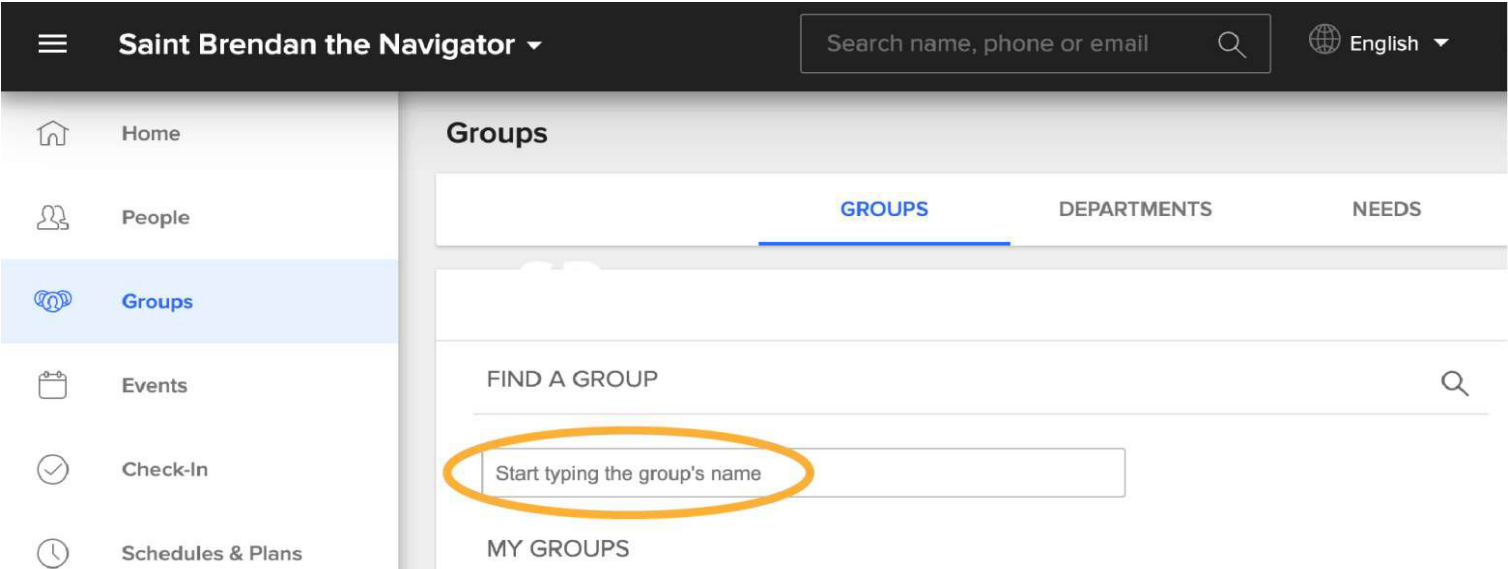 Saint Brendan the Navigator
Search name, phone or email
English
Home
People
Groups
Events
Check-In
Schedules & Plans
Groups
GROUPS DEPARTMENTS NEEDS
FIND A GROUP
Start typing the group's name
MY GROUPS